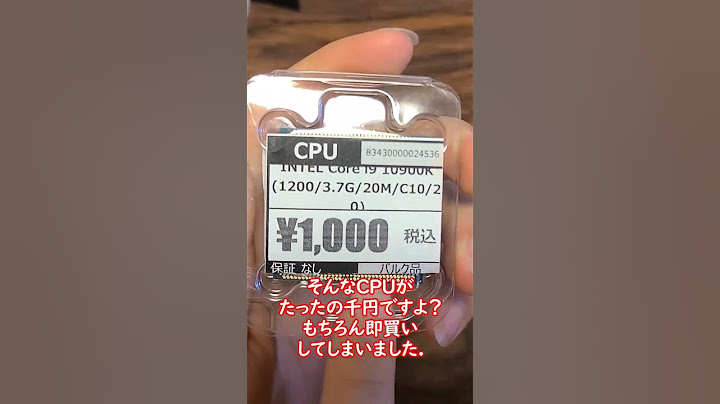 CPU
83430000024536
INTEL Core i9 10900K
(1200/3.7G/20M/C10/2
0)
¥1,000 税込
保証 なし
バルク品
そんなCPUが
たったの千円ですよ?
もちろん即買い
してしまいました.